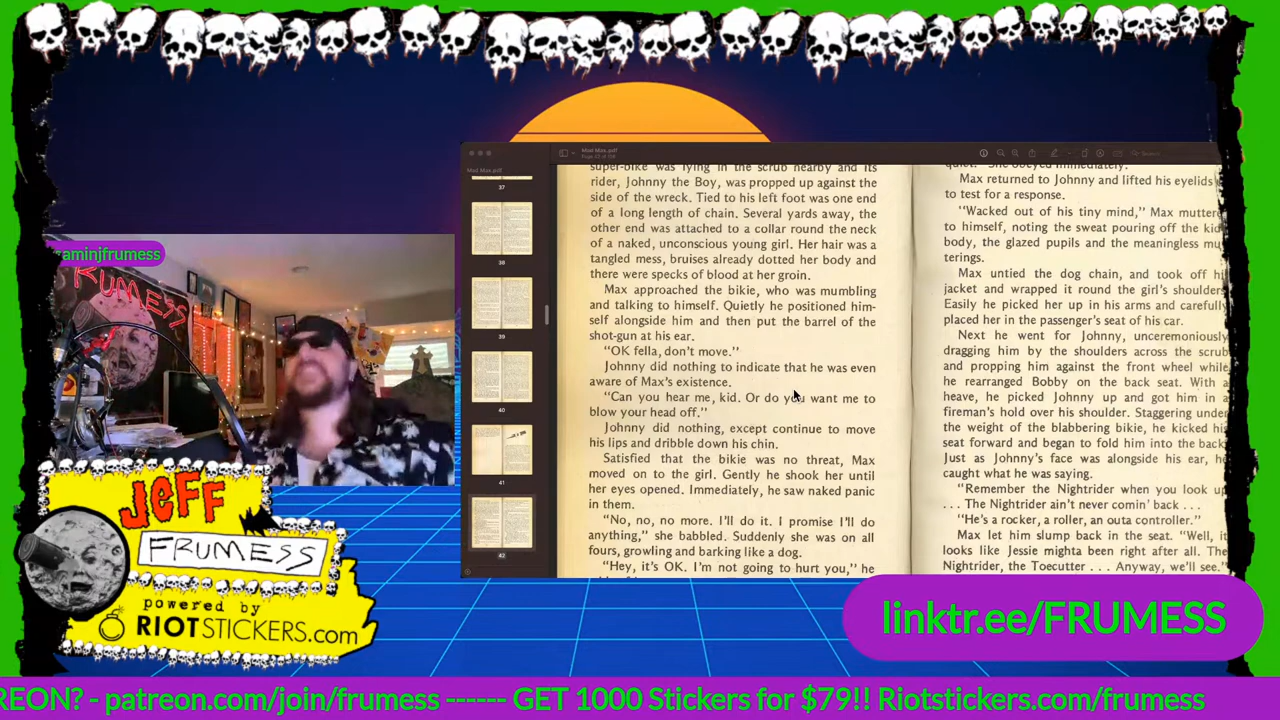 Mad Max.pdf
Mad Max.pdf
37
38
39
40
41
42
super-bike was lying in the scrub nearby and its
rider, Johnny the Boy, was propped up against the
side of the wreck. Tied to his left foot was one end
of a long length of chain. Several yards away, the
other end was attached to a collar round the neck
of a naked, unconscious young girl. Her hair was a
tangled mess, bruises already dotted her body and
there were specks of blood at her groin.
Max approached the bikie, who was mumbling
and talking to himself. Quietly he positioned him-
self alongside him and then put the barrel of the
shot-gun at his ear.
"OK fella, don't move."
Johnny did nothing to indicate that he was even
aware of Max's existence.
"Can you hear me, kid. Or do you want me to
blow your head off."
Johnny did nothing, except continue to move
his lips and dribble down his chin.
Satisfied that the bikie was no threat, Max
moved on to the girl. Gently he shook her until
her eyes opened. Immediately, he saw naked panic
in them.
"No, no, no more. I'll do it. I promise I'll do
anything," she babbled. Suddenly she was on all
fours, growling and barking like a dog.
"Hey, it's OK. I'm not going to hurt you," he
quiet. She obeyed immediately.
Max returned to Johnny and lifted his eyelids
to test for a response.
"Wacked out of his tiny mind," Max muttere
to himself, noting the sweat pouring off the kid
body, the glazed pupils and the meaningless mu
terings.
Max untied the dog chain, and took off hi
jacket and wrapped it round the girl's shoulders
Easily he picked her up in his arms and carefully
placed her in the passenger's seat of his car.
Next he went for Johnny, unceremoniously
dragging him by the shoulders across the scrub
and propping him against the front wheel while
he rearranged Bobby on the back seat. With a
heave, he picked Johnny up and got him in a
fireman's hold over his shoulder. Staggering under
the weight of the blabbering bikie, he kicked his
seat forward and began to fold him into the back
Just as Johnny's face was alongside his ear, he
caught what he was saying.
"Remember the Nightrider when you look up
. . . The Nightrider ain't never comin' back . . .
"He's a rocker, a roller, an outa controller."
Max let him slump back in the seat. "Well, it
looks like Jessie mighta been right after all. The
Nightrider, the Toecutter . . . Anyway, we'll see."
aminjfrumess
FRUMESS
JEFF
FRUMESS
powered by
RIOTSTICKERS.com
linktr.ee/FRUMESS
REON? - patreon.com/join/frumess ------ GET 1000 Stickers for $79!! Riotstickers.com/frumess